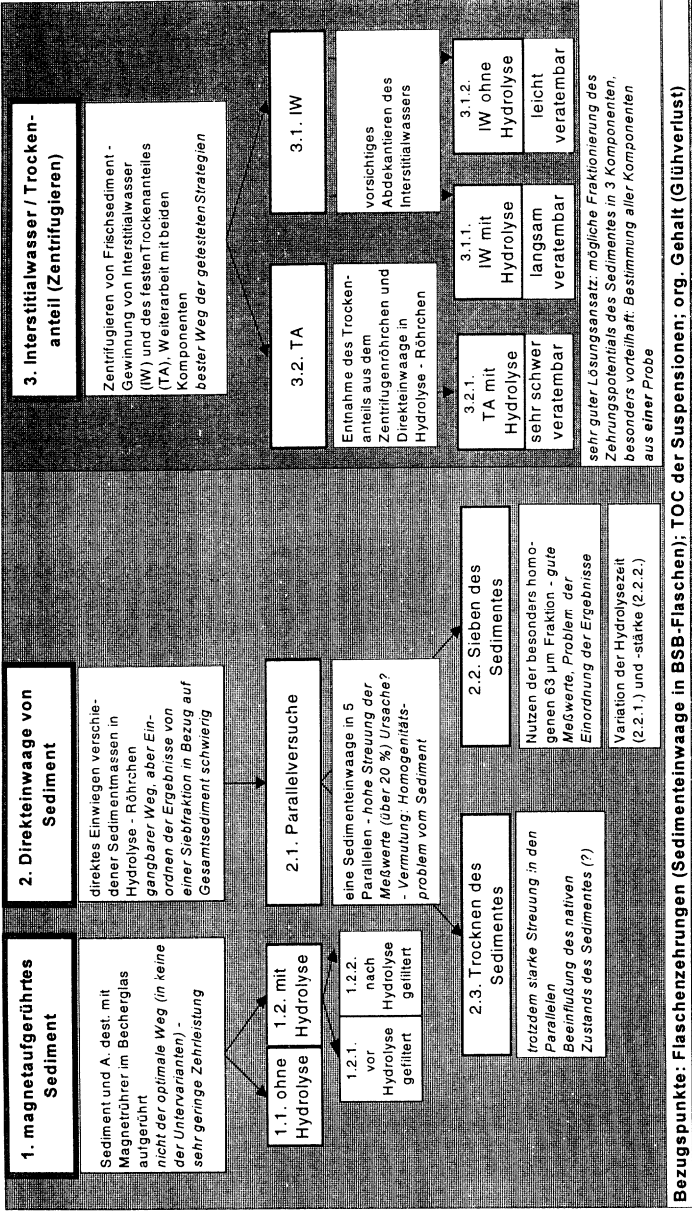 1. magnetaufgerührtes
Sediment
Sediment und A. dest. mit
Magnetrührer im Becherglas
aufgerührt
nicht der optimale Weg (in keine
der Untervarianten) -
sehr geringe Zehrleistung
1.1. ohne
Hydrolyse
1.2. mit
Hydrolyse
1.2.1.
vor
Hydrolyse
gefiltert
1.2.2.
nach
Hydrolyse
gefiltert
2. Direkteinwaage von
Sediment
direktes Einwiegen verschie-
dener Sedimentmassen in
Hydrolyse - Röhrchen
gangbarer Weg, aber Ein-
ordnen der Ergebnisse von
einer Siebfraktion in Bezug auf
Gesamtsediment schwierig
2.1. Parallelversuche
eine Sedimenteinwaage in 5
Parallelen - hohe Streuung der
Meßwerte (über 20 %) Ursache?
- Vermutung: Homogenitäts-
problem vom Sediment
2.3. Trocknen des
Sedimentes
trotzdem starke Streuung in den
Parallelen
Beeinflußung des nativen
Zustands des Sedimentes (?)
2.2. Sieben des
Sedimentes
Nutzen der besonders homo-
genen 63 µm Fraktion - gute
Meßwerte, Problem der
Einordnung der Ergebnisse
Variation der Hydrolysezeit
(2.2.1.) und -stärke (2.2.2.)
3. Interstitialwasser / Trocken-
anteil (Zentrifugieren)
Zentrifugieren von Frischsediment -
Gewinnung von Interstitialwasser
(IW) und des festen Trockenanteiles
(TA), Weiterarbeit mit beiden
Komponenten
bester Weg der getesteten Strategien
3.2. TA
Entnahme des Trocken-
anteils aus dem
Zentrifugenröhrchen und
Direkteinwaage in
Hydrolyse - Röhrchen
3.2.1.
TA mit
Hydrolyse
sehr schwer
veratembar
3.1. IW
vorsichtiges
Abdekantieren des
Interstitialwassers
3.1.1.
IW mit
Hydrolyse
langsam
veratembar
3.1.2.
IW ohne
Hydrolyse
leicht
veratembar
sehr guter Lösungsansatz: mögliche Fraktionierung des
Zehrungspotentials des Sedimentes in 3 Komponenten,
besonders vorteilhaft: Bestimmung aller Komponenten
aus einer Probe
Bezugspunkte: Flaschenzehrungen (Sedimenteinwaage in BSB-Flaschen); TOC der Suspensionen; org. Gehalt (Glühverlust)